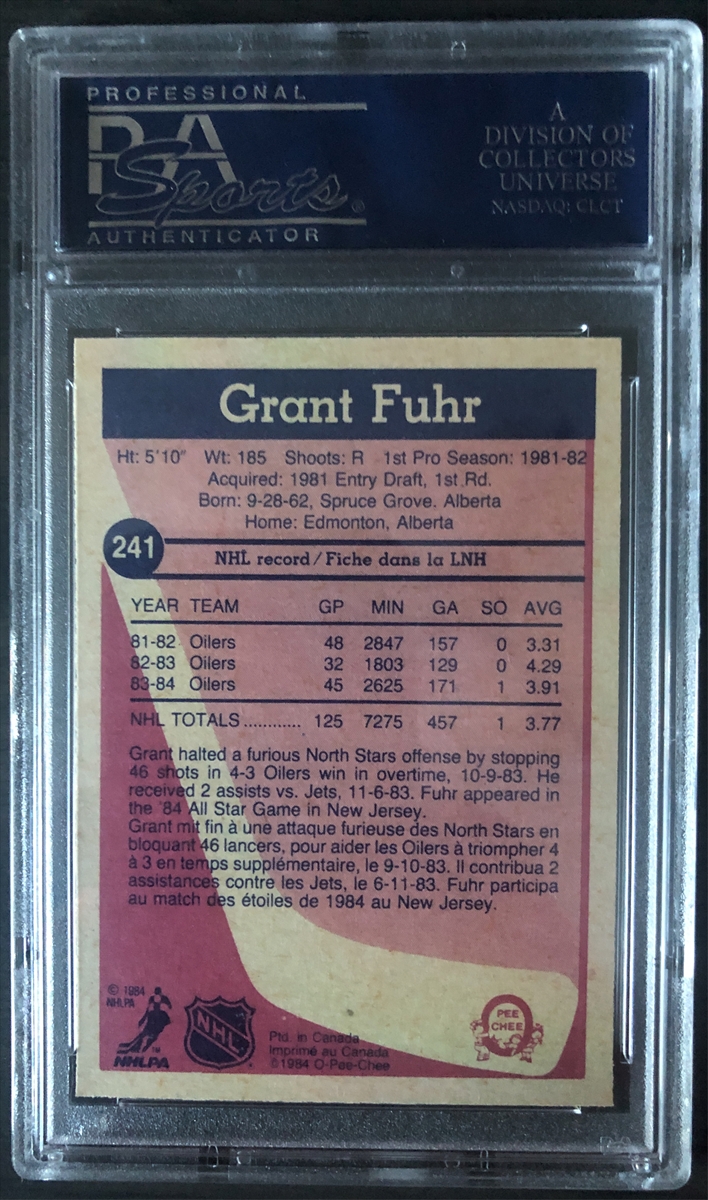 PROFESSIONAL
PSA
Sports®
AUTHENTICATOR
A
DIVISION OF
COLLECTORS
UNIVERSE
NASDAQ: CLCT
Grant Fuhr
Ht: 5'10" Wt: 185 Shoots: R 1st Pro Season: 1981-82
Acquired: 1981 Entry Draft, 1st Rd.
Born: 9-28-62, Spruce Grove. Alberta
Home: Edmonton, Alberta
241
NHL record / Fiche dans la LNH
YEAR TEAM GP MIN GA SO AVG
81-82 Oilers 48 2847 157 0 3.31
82-83 Oilers 32 1803 129 0 4.29
83-84 Oilers 45 2625 171 1 3.91
NHL TOTALS ............ 125 7275 457 1 3.77
Grant halted a furious North Stars offense by stopping
46 shots in 4-3 Oilers win in overtime, 10-9-83. He
received 2 assists vs. Jets, 11-6-83. Fuhr appeared in
the '84 All Star Game in New Jersey.
Grant mit fin à une attaque furieuse des North Stars en
bloquant 46 lancers, pour aider les Oilers à triompher 4
à 3 en temps supplémentaire, le 9-10-83. Il contribua 2
assistances contre les Jets, le 6-11-83. Fuhr participa
au match des étoiles de 1984 au New Jersey.
© 1984
NHLPA
NHLPA
NHL
Ptd. in Canada
Imprimé au Canada
©1984 O-Pee-Chee
PEE
CHEE